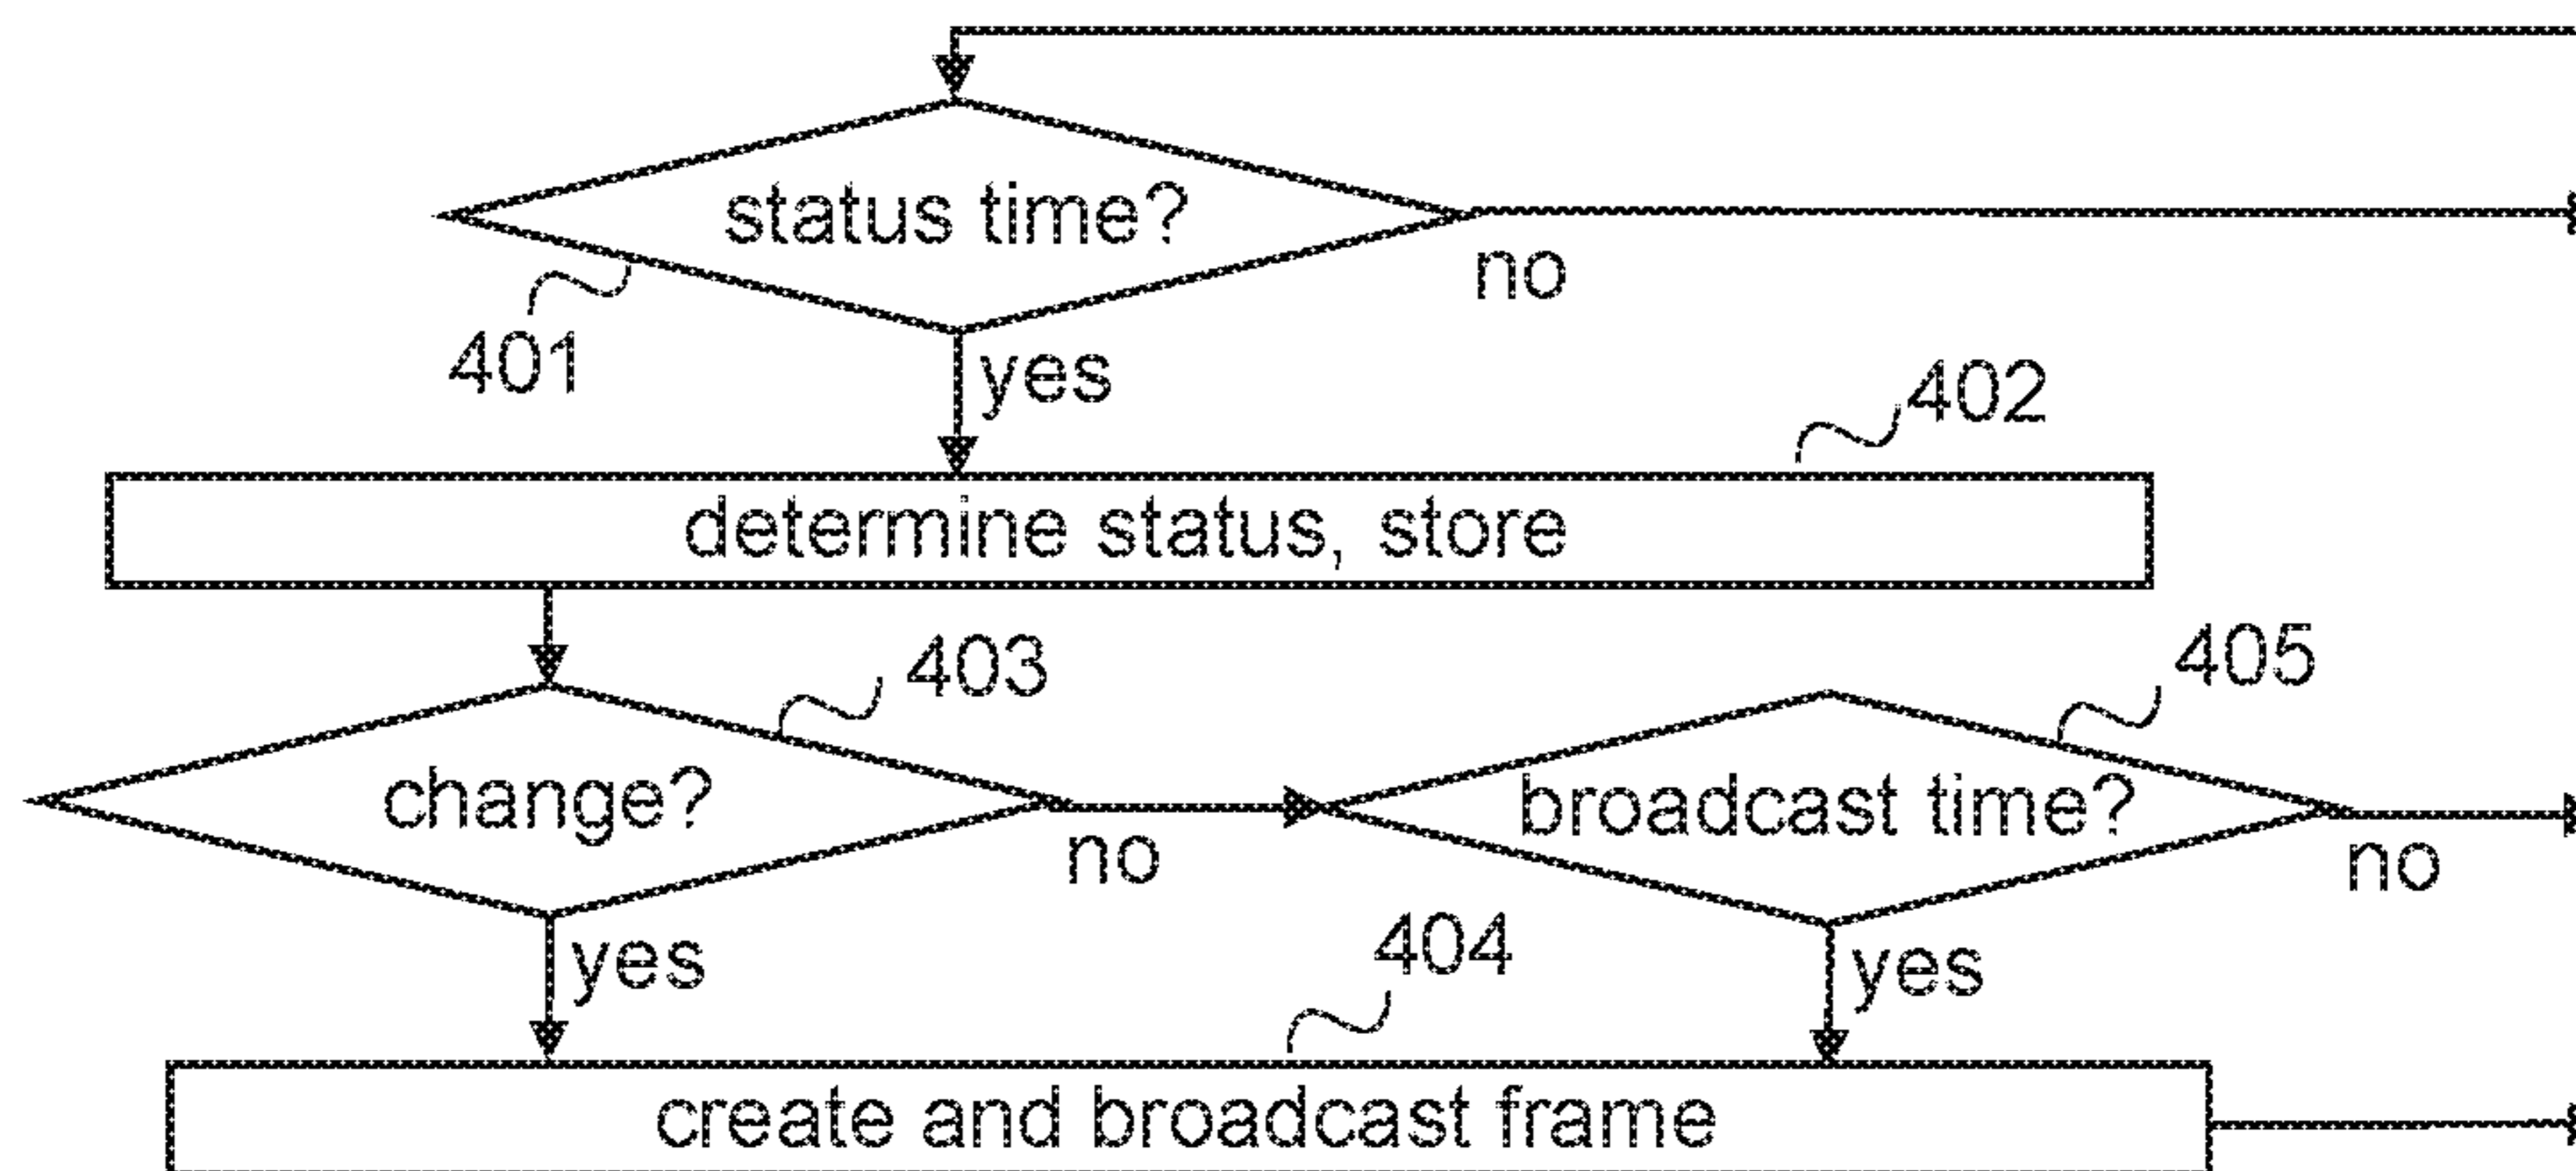 status time?
no
401
yes
402
determine status, store
403
405
change?
no
broadcast time?
no
yes
404
yes
create and broadcast frame